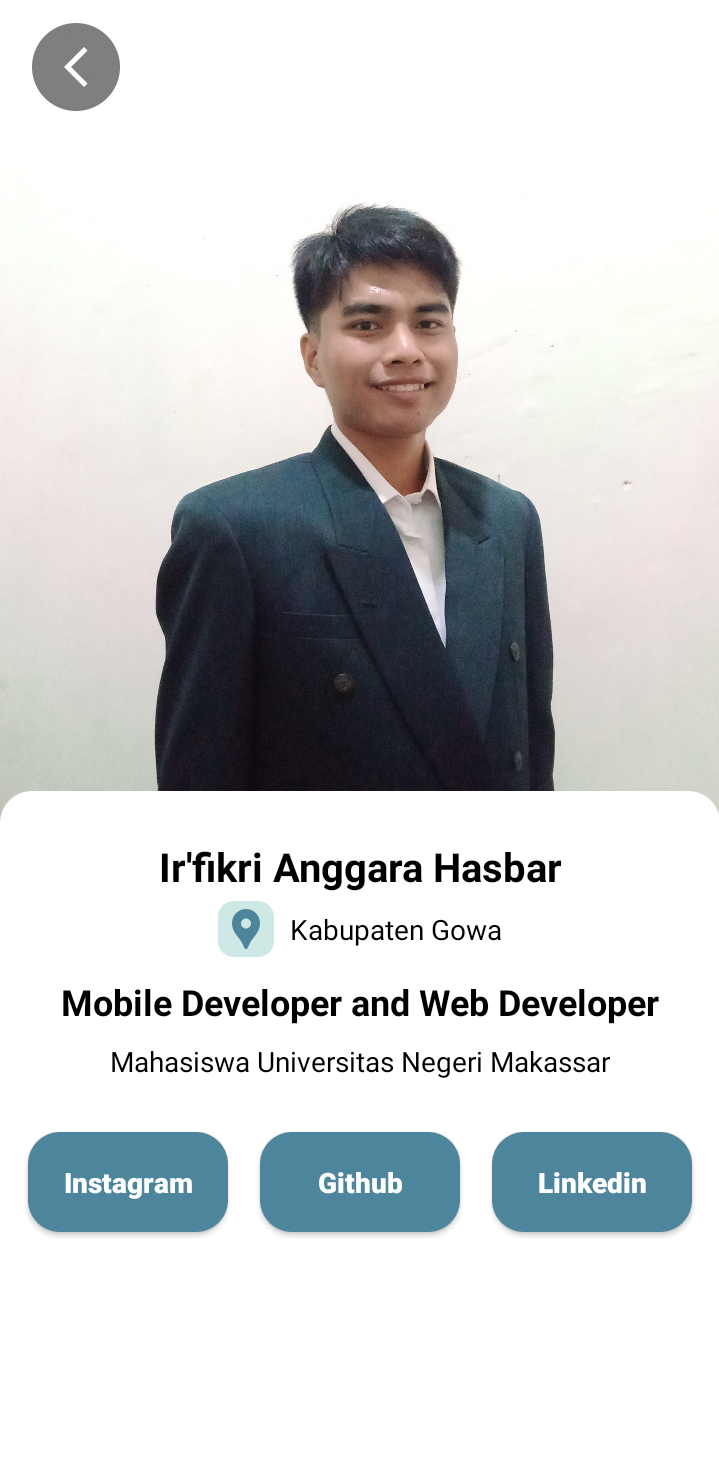 Ir'fikri Anggara Hasbar
Kabupaten Gowa
Mobile Developer and Web Developer
Mahasiswa Universitas Negeri Makassar
Instagram Github Linkedin